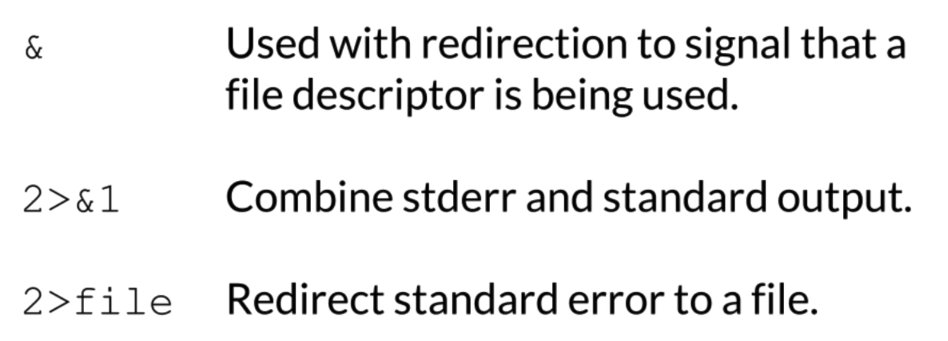 & Used with redirection to signal that a
file descriptor is being used.
2>&1 Combine stderr and standard output.
2>file Redirect standard error to a file.